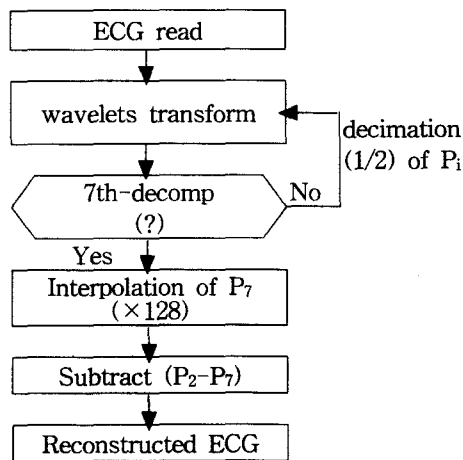 ECG read
wavelets transform
decimation
(1/2) of Pi
7th-decomp
(?)
No
Yes
Interpolation of P7
(×128)
Subtract (P2-P7)
Reconstructed ECG